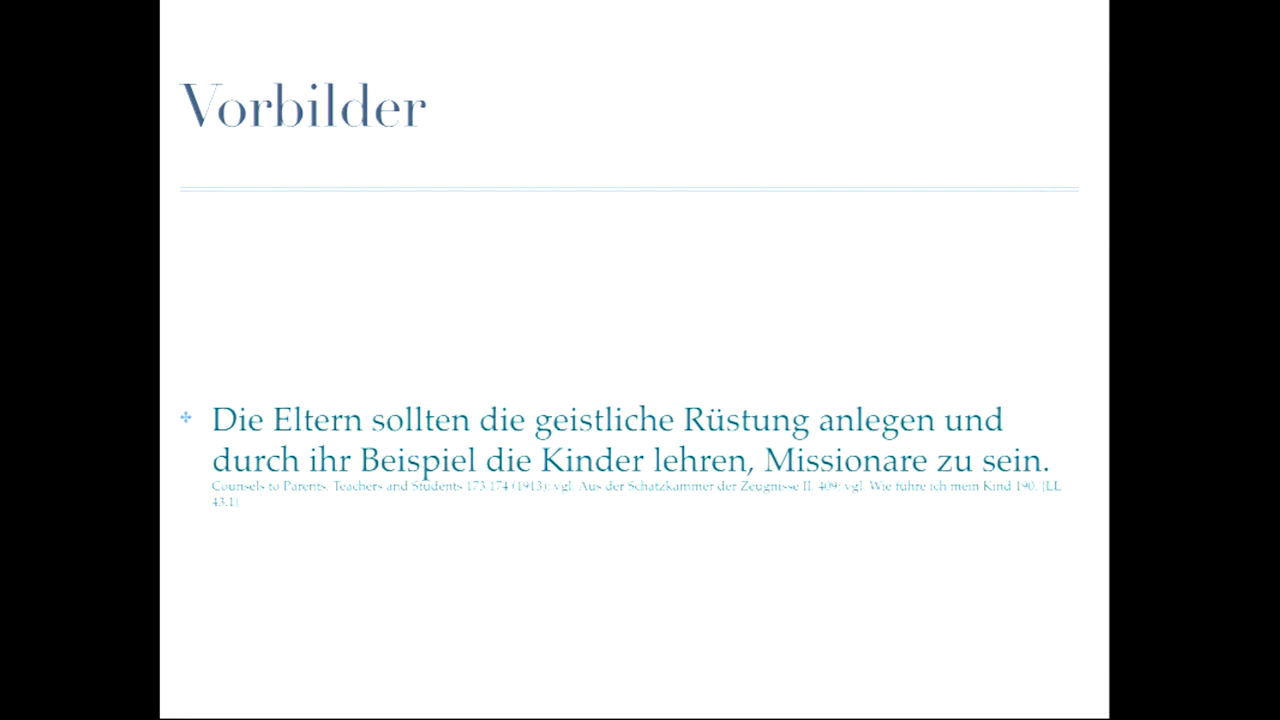 Vorbilder
Die Eltern sollten die geistliche Rüstung anlegen und
durch ihr Beispiel die Kinder lehren, Missionare zu sein.
Counsels to Parents, Teachers and Students 173.174 (1913); vgl. Aus der Schatzkammer der Zeugnisse II, 409; vgl. Wie führe ich mein Kind 190. {LL
43.1}